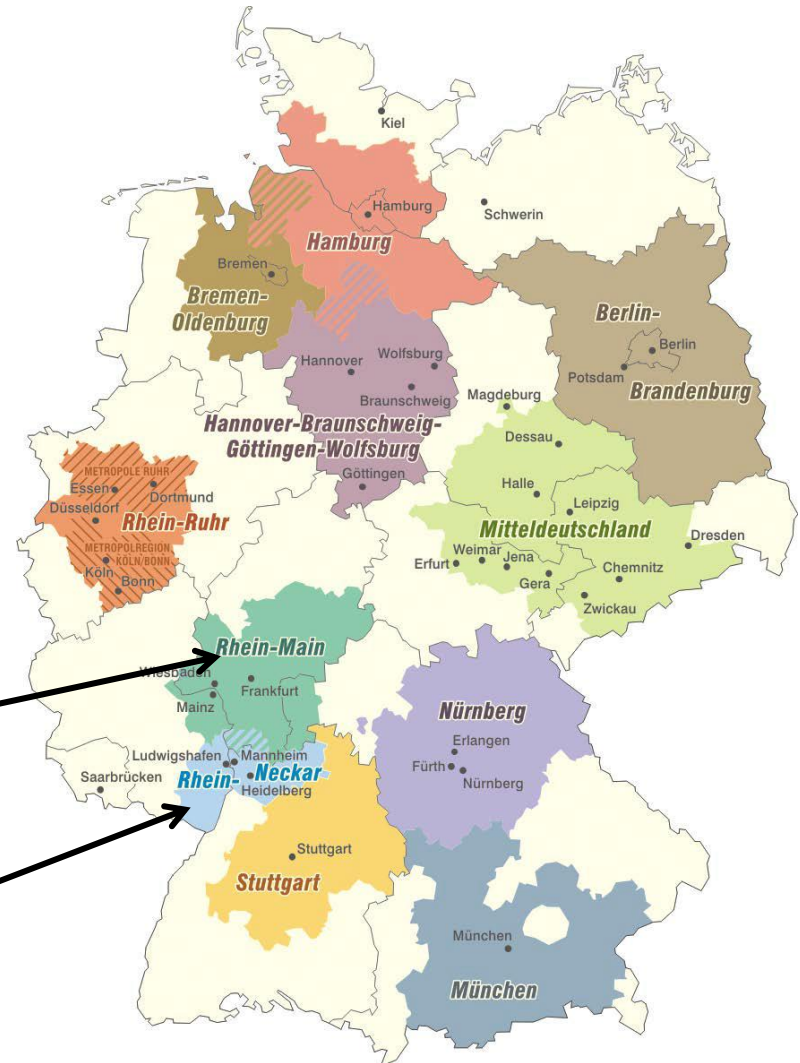 Kiel
Hamburg
Schwerin
Hamburg
Bremen
Bremen-
Oldenburg
Berlin-
Berlin
Potsdam
Brandenburg
Hannover
Wolfsburg
Braunschweig
Magdeburg
Hannover-Braunschweig-
Göttingen-Wolfsburg
Göttingen
Dessau
Halle
Leipzig
Mitteldeutschland
Dresden
Weimar
Jena
Erfurt
Gera
Chemnitz
Zwickau
METROPOLE RUHR
Essen
Dortmund
Düsseldorf
Rhein-Ruhr
METROPOLREGION
KÖLN/BONN
Köln
Bonn
Rhein-Main
Wiesbaden
Frankfurt
Mainz
Nürnberg
Erlangen
Fürth
Nürnberg
Ludwigshafen
Mannheim
Rhein-
Neckar
Heidelberg
Saarbrücken
Stuttgart
Stuttgart
München
München